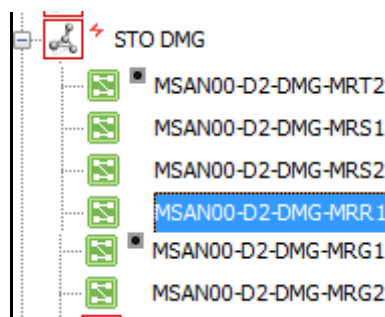 STO DMG
MSAN00-D2-DMG-MRT2
MSAN00-D2-DMG-MRS1
MSAN00-D2-DMG-MRS2
MSAN00-D2-DMG-MRR1
MSAN00-D2-DMG-MRG1
MSAN00-D2-DMG-MRG2